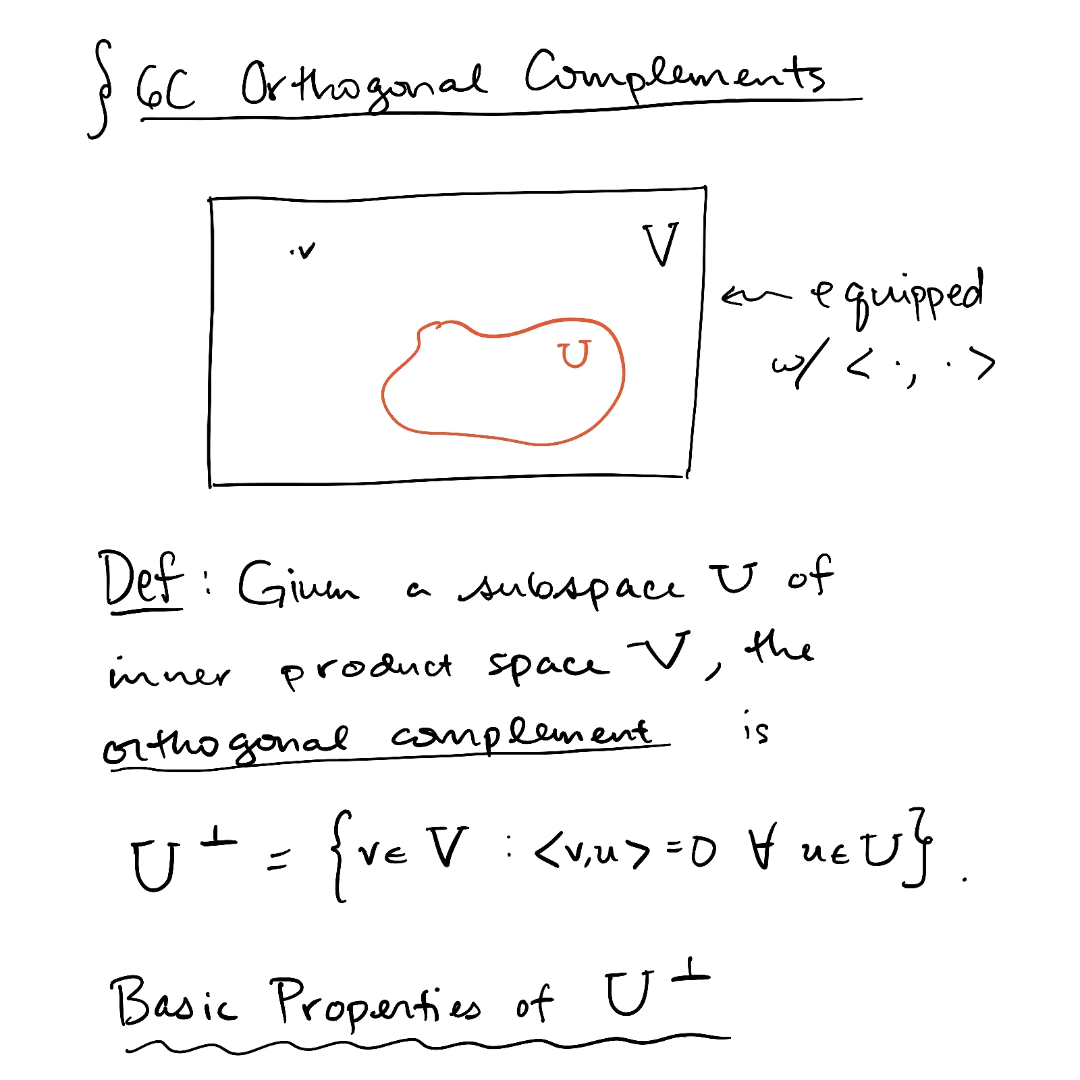 § 6C Orthogonal Complements
·v
V
← equipped
w/ < ·, · >
U
Def: Given a subspace U of
inner product space V, the
orthogonal complement is
U^⊥ = {v ∈ V : <v,u> = 0 ∀ u ∈ U}.
Basic Properties of U^⊥